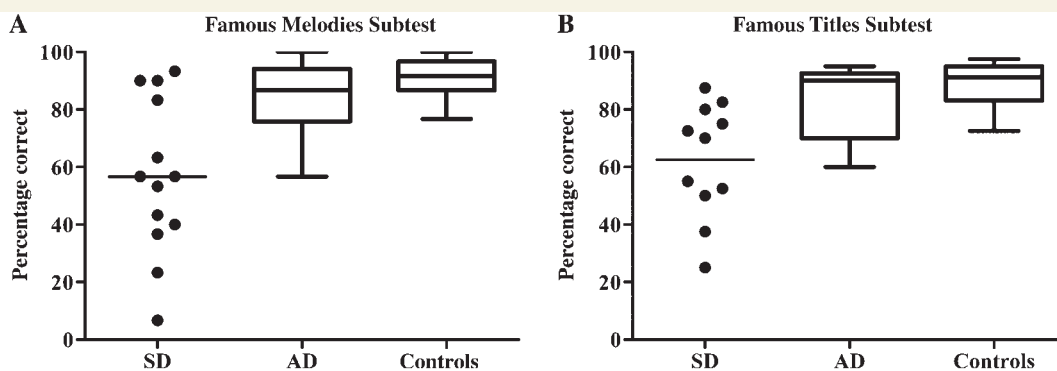 A
Famous Melodies Subtest
Percentage correct
100
80
60
40
20
0
SD
AD
Controls
B
Famous Titles Subtest
Percentage correct
100
80
60
40
20
0
SD
AD
Controls